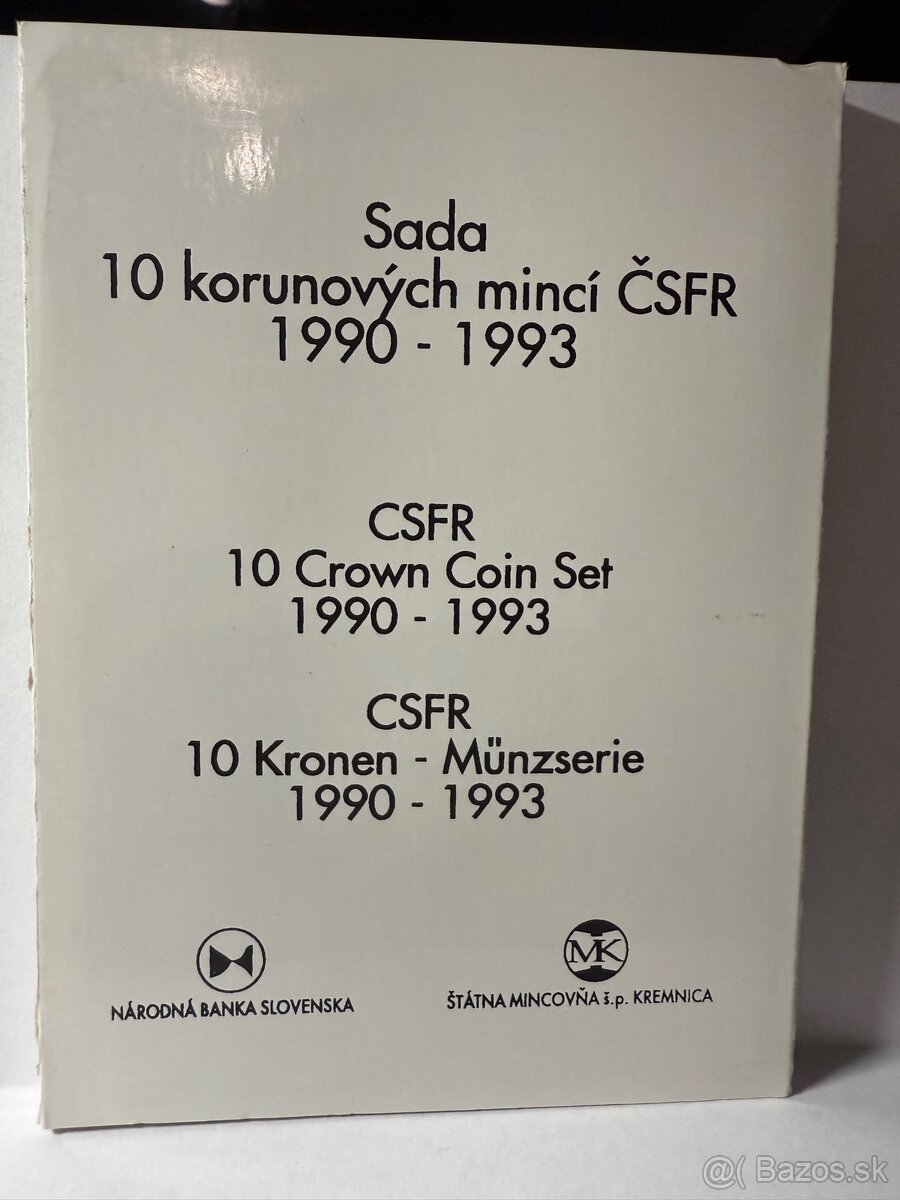 Sada
10 korunových mincí ČSFR
1990 - 1993
CSFR
10 Crown Coin Set
1990 - 1993
CSFR
10 Kronen - Münzserie
1990 - 1993
MK
NÁRODNÁ BANKA SLOVENSKA
ŠTÁTNA MINCOVŇA š.p. KREMNICA
@( Bazos.sk